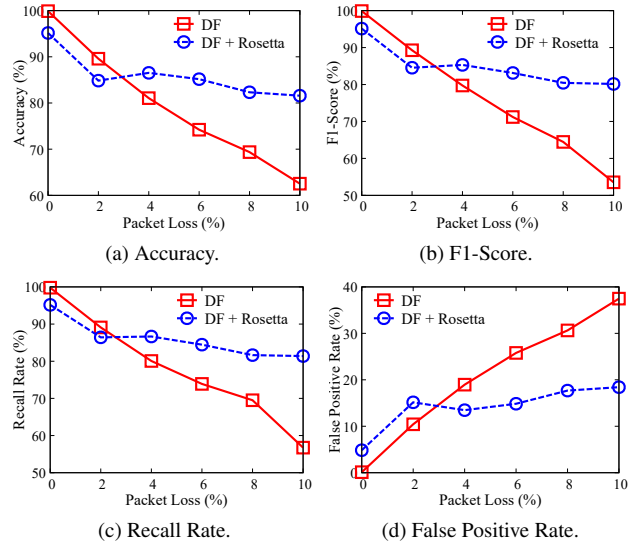 100
90
80
70
60
Accuracy (%)
DF
DF + Rosetta
0 2 4 6 8 10
Packet Loss (%)
(a) Accuracy.
100
90
80
70
60
50
F1-Score (%)
DF
DF + Rosetta
0 2 4 6 8 10
Packet Loss (%)
(b) F1-Score.
100
90
80
70
60
50
Recall Rate (%)
DF
DF + Rosetta
0 2 4 6 8 10
Packet Loss (%)
(c) Recall Rate.
40
30
20
10
0
False Positive Rate (%)
DF
DF + Rosetta
0 2 4 6 8 10
Packet Loss (%)
(d) False Positive Rate.